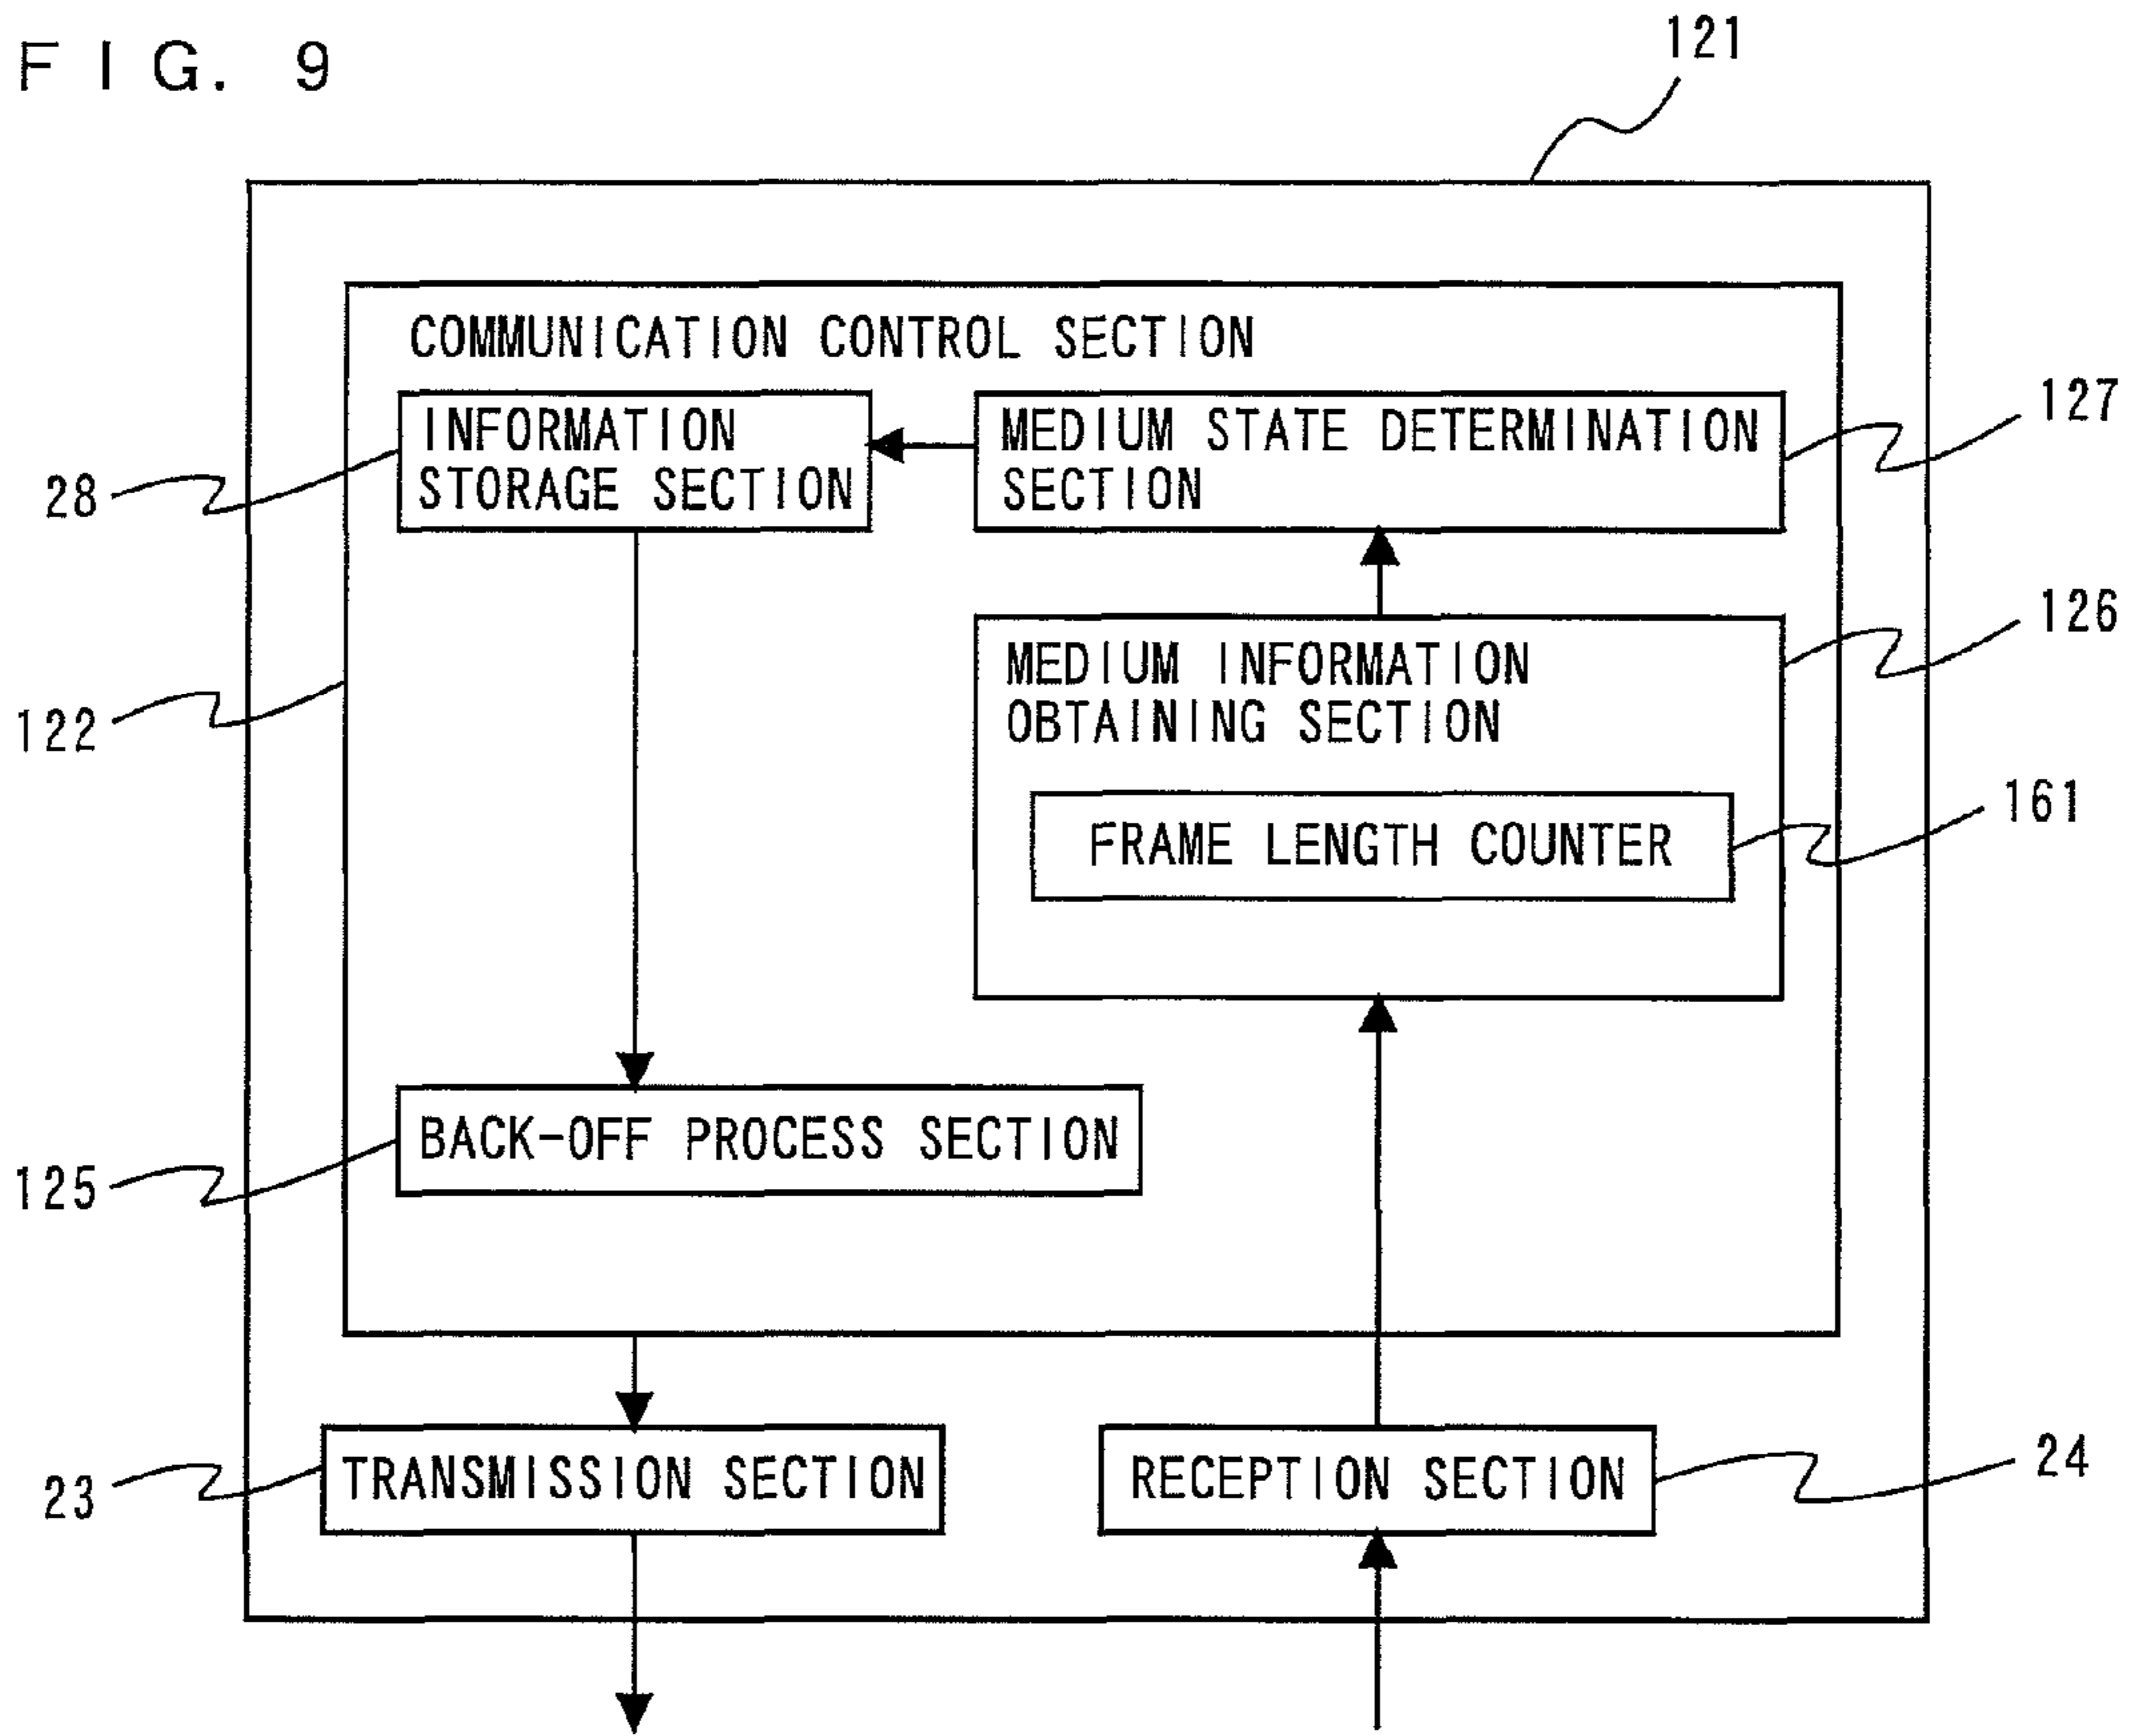 FIG. 9
121
COMMUNICATION CONTROL SECTION
INFORMATION
STORAGE SECTION
MEDIUM STATE DETERMINATION
SECTION
127
28
MEDIUM INFORMATION
OBTAINING SECTION
126
122
FRAME LENGTH COUNTER
161
BACK-OFF PROCESS SECTION
125
TRANSMISSION SECTION
23
RECEPTION SECTION
24